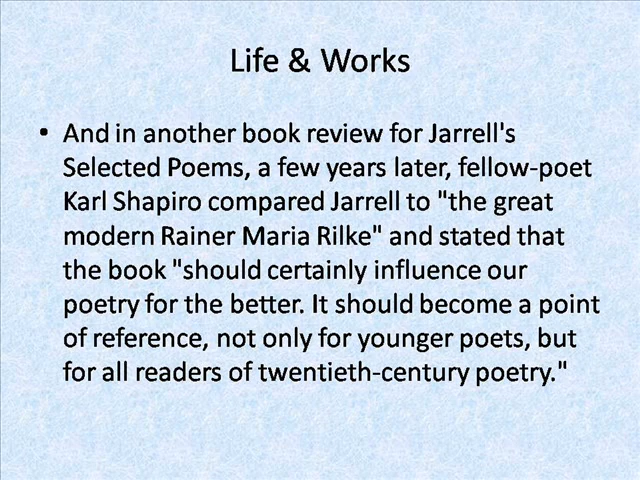 Life & Works
• And in another book review for Jarrell's
Selected Poems, a few years later, fellow-poet
Karl Shapiro compared Jarrell to "the great
modern Rainer Maria Rilke" and stated that
the book "should certainly influence our
poetry for the better. It should become a point
of reference, not only for younger poets, but
for all readers of twentieth-century poetry."